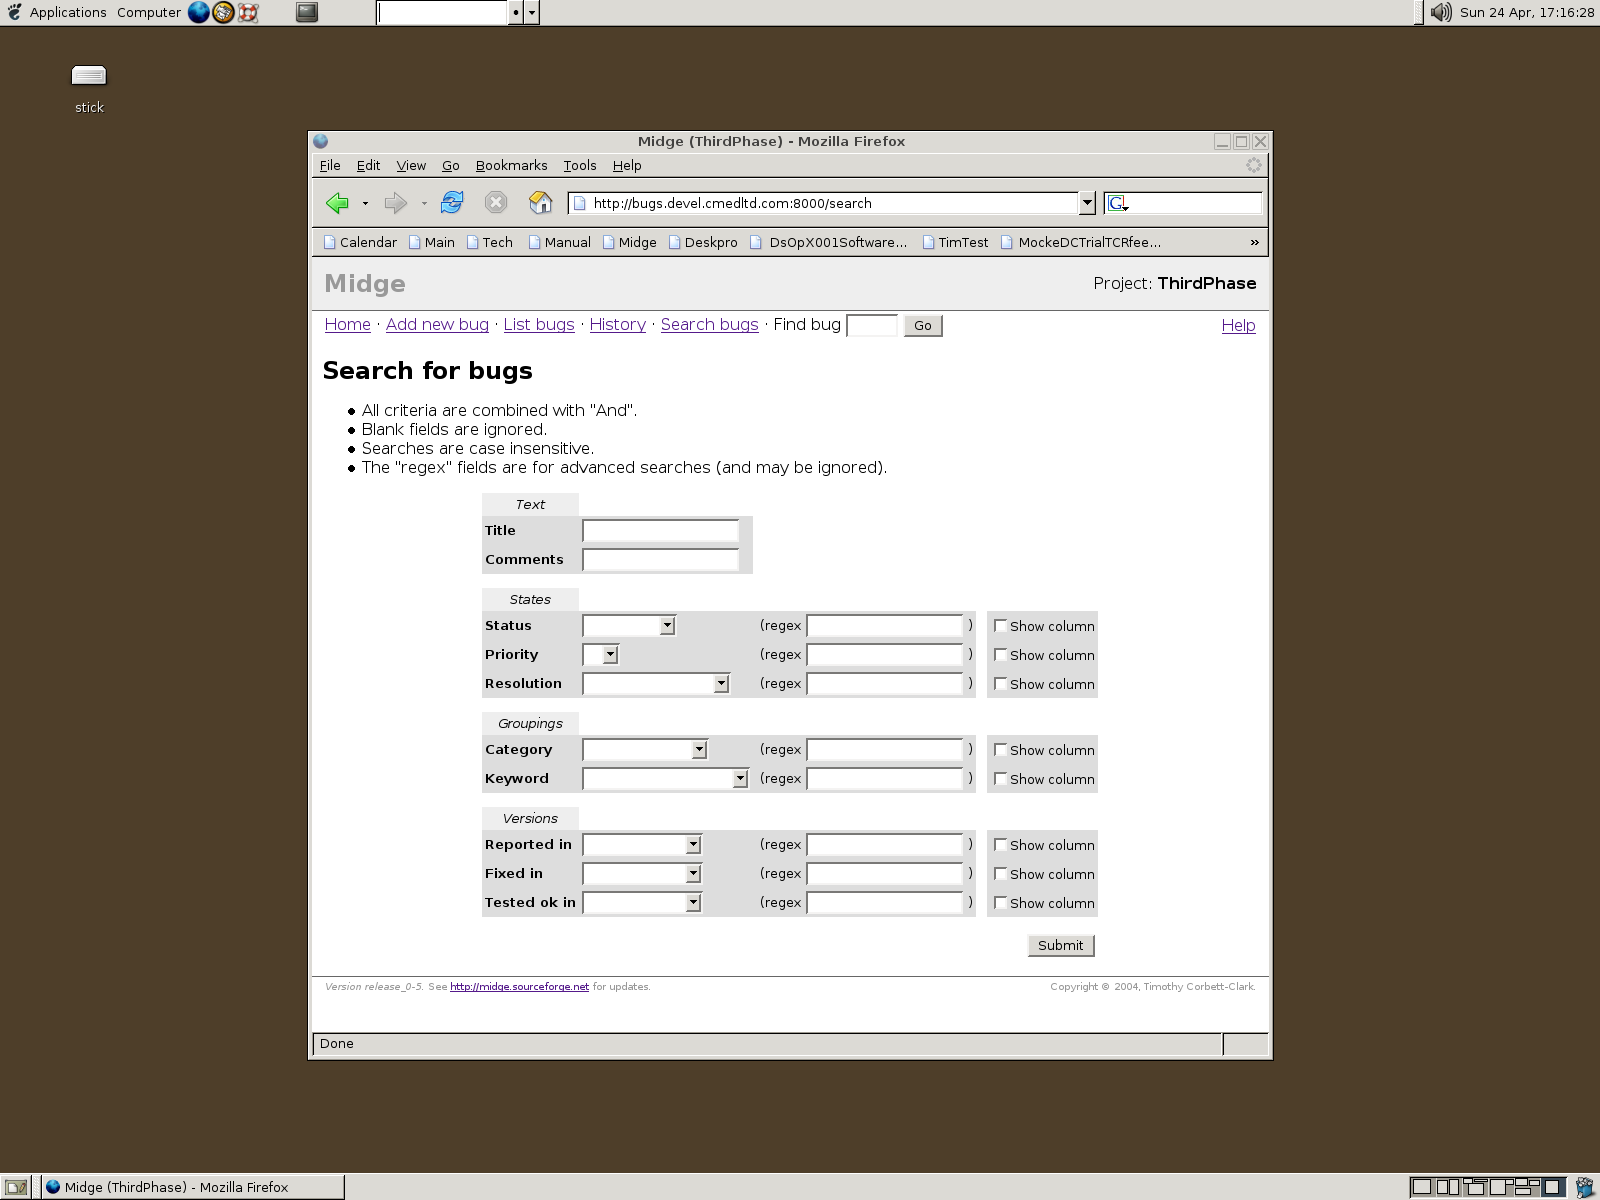 Applications Computer
Sun 24 Apr, 17:16:28
stick
Midge (ThirdPhase) - Mozilla Firefox
File Edit View Go Bookmarks Tools Help
http://bugs.devel.cmedltd.com:8000/search
G
Calendar Main Tech Manual Midge Deskpro DsOpX001Software... TimTest MockeDCTrialTCRfee... »
Midge
Project: ThirdPhase
Home · Add new bug · List bugs · History · Search bugs · Find bug Go Help
Search for bugs
• All criteria are combined with "And".
• Blank fields are ignored.
• Searches are case insensitive.
• The "regex" fields are for advanced searches (and may be ignored).
Text
Title
Comments
States
Status (regex ) Show column
Priority (regex ) Show column
Resolution (regex ) Show column
Groupings
Category (regex ) Show column
Keyword (regex ) Show column
Versions
Reported in (regex ) Show column
Fixed in (regex ) Show column
Tested ok in (regex ) Show column
Submit
Version release_0-5. See http://midge.sourceforge.net for updates.
Copyright © 2004, Timothy Corbett-Clark.
Done
Midge (ThirdPhase) - Mozilla Firefox